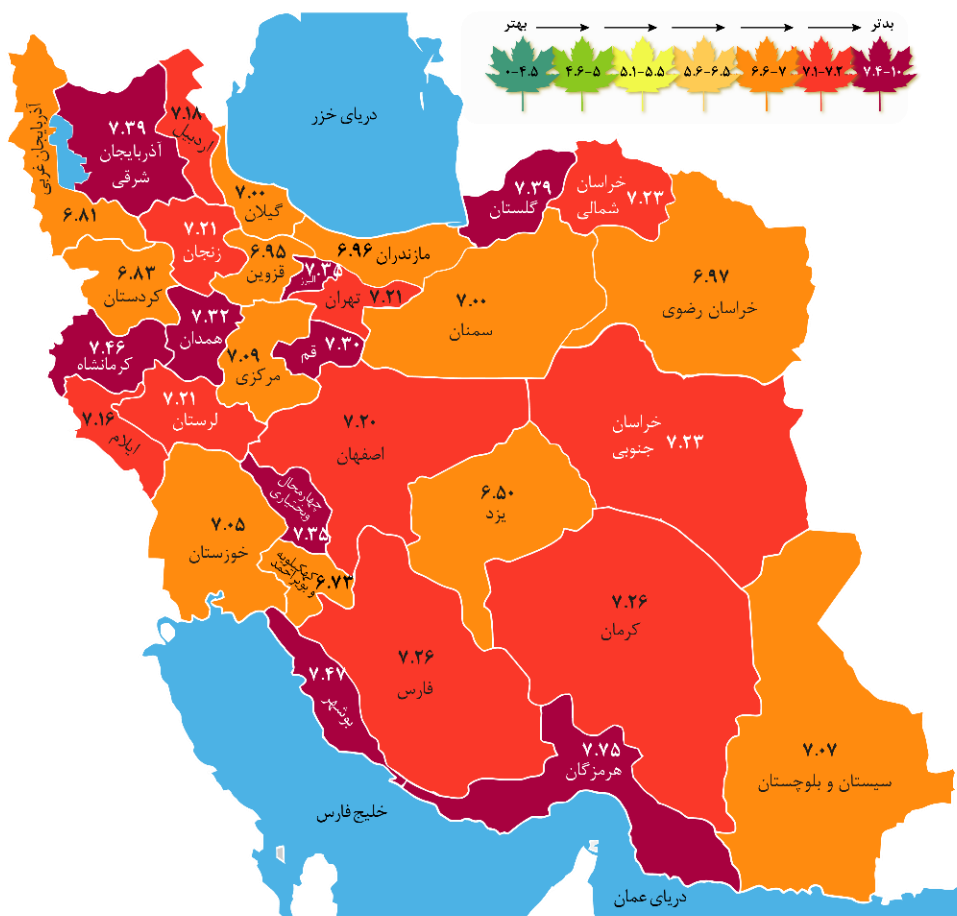 بهتر
بدتر
۰-۴.۵
۴.۶-۵
۵.۱-۵.۵
۵.۶-۶.۵
۶.۶-۷
۷.۱-۷.۲
۷.۴-۱۰
دریای خزر
آذربایجان غربی
۶.۸۱
۷.۳۹
آذربایجان
شرقی
۷.۱۸
اردبیل
۷.۰۰
گیلان
۷.۳۹
گلستان
خراسان
شمالی
۷.۲۳
۷.۲۱
زنجان
۶.۹۵
قزوین
۶.۹۶ مازندران
۶.۹۷
خراسان رضوی
۶.۸۳
کردستان
۷.۳۵
البرز
تهران ۷.۲۱
۷.۰۰
سمنان
۷.۳۲
همدان
۷.۴۶
کرمانشاه
۷.۰۹
مرکزی
قم ۷.۳۰
۷.۲۱
لرستان
۷.۱۶
ایلام
۷.۲۰
اصفهان
خراسان
جنوبی
۷.۲۳
چهارمحال
وبختیاری
۷.۳۵
۶.۵۰
یزد
۷.۰۵
خوزستان
کهکیلویه
و بویراحمد
۶.۷۳
۷.۲۶
کرمان
۷.۲۶
فارس
۷.۴۷
بوشهر
۷.۷۵
هرمزگان
۷.۰۷
سیستان و بلوچستان
خلیج فارس
دریای عمان